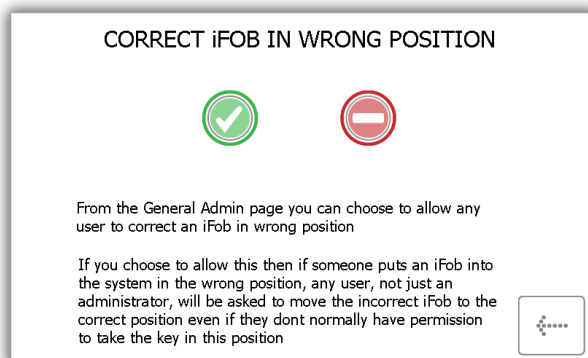 CORRECT iFOB IN WRONG POSITION
From the General Admin page you can choose to allow any
user to correct an iFob in wrong position
If you choose to allow this then if someone puts an iFob into
the system in the wrong position, any user, not just an
administrator, will be asked to move the incorrect iFob to the
correct position even if they dont normally have permission
to take the key in this position